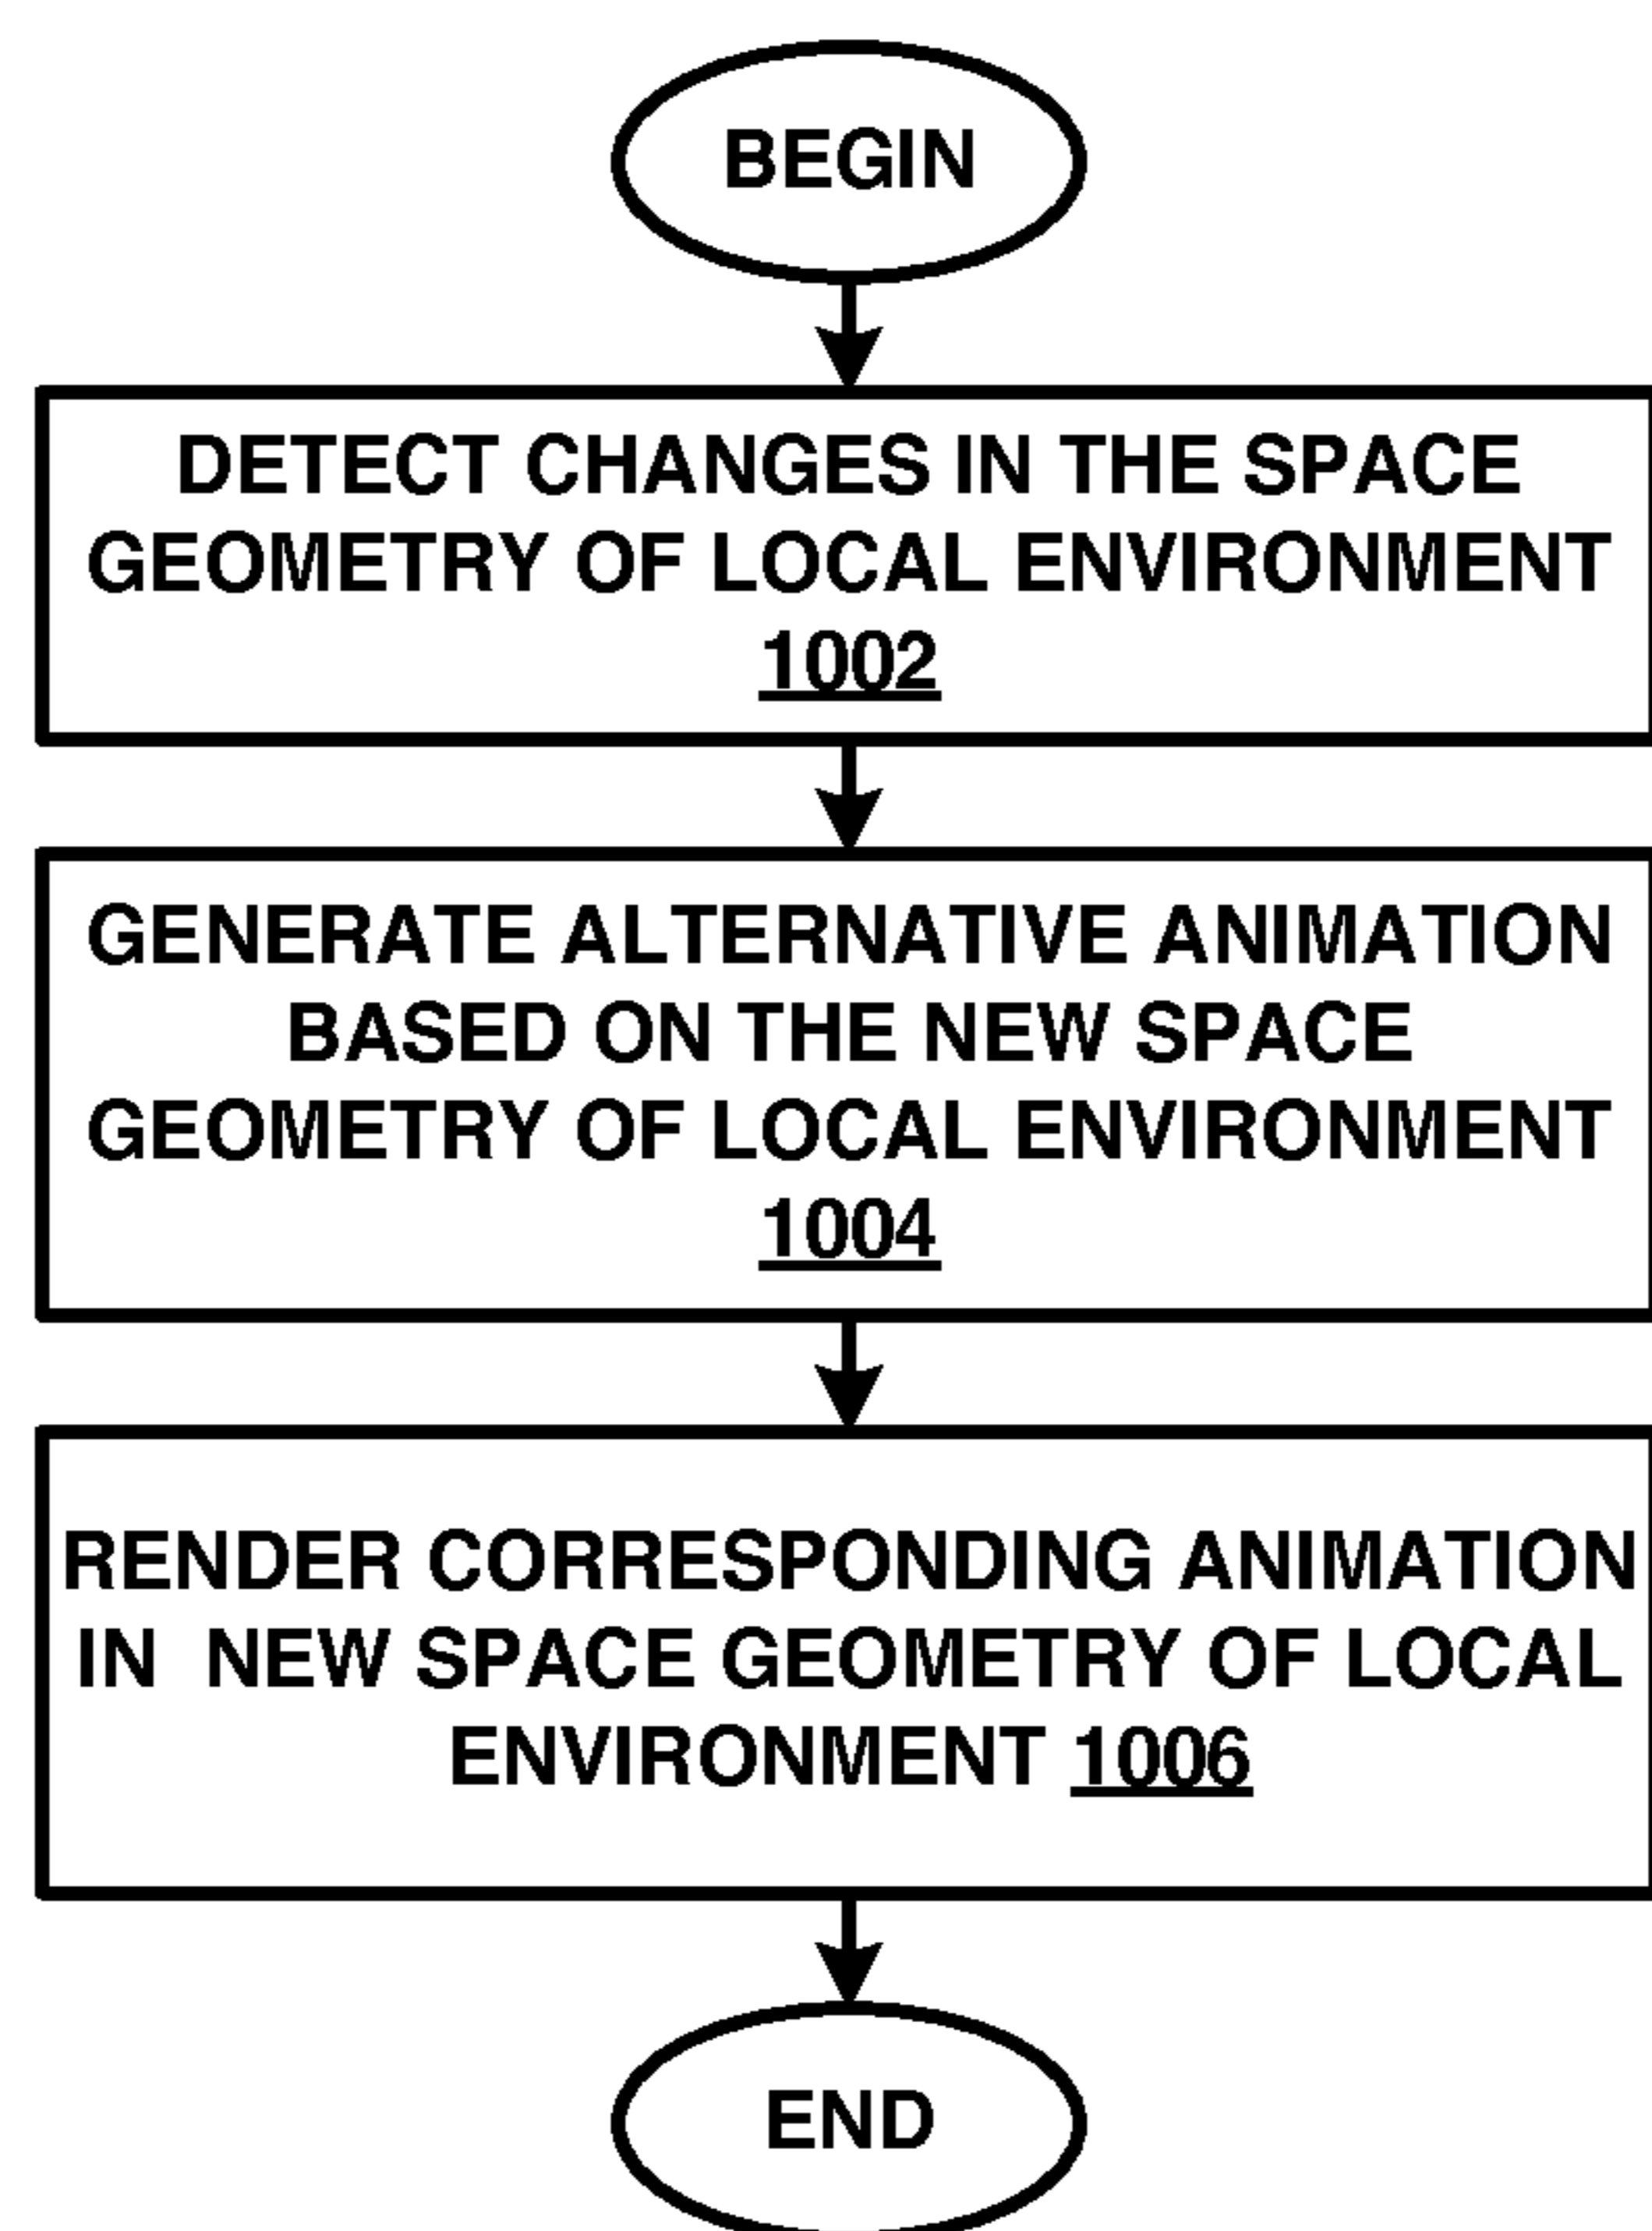 BEGIN
DETECT CHANGES IN THE SPACE
GEOMETRY OF LOCAL ENVIRONMENT
1002
GENERATE ALTERNATIVE ANIMATION
BASED ON THE NEW SPACE
GEOMETRY OF LOCAL ENVIRONMENT
1004
RENDER CORRESPONDING ANIMATION
IN NEW SPACE GEOMETRY OF LOCAL
ENVIRONMENT 1006
END